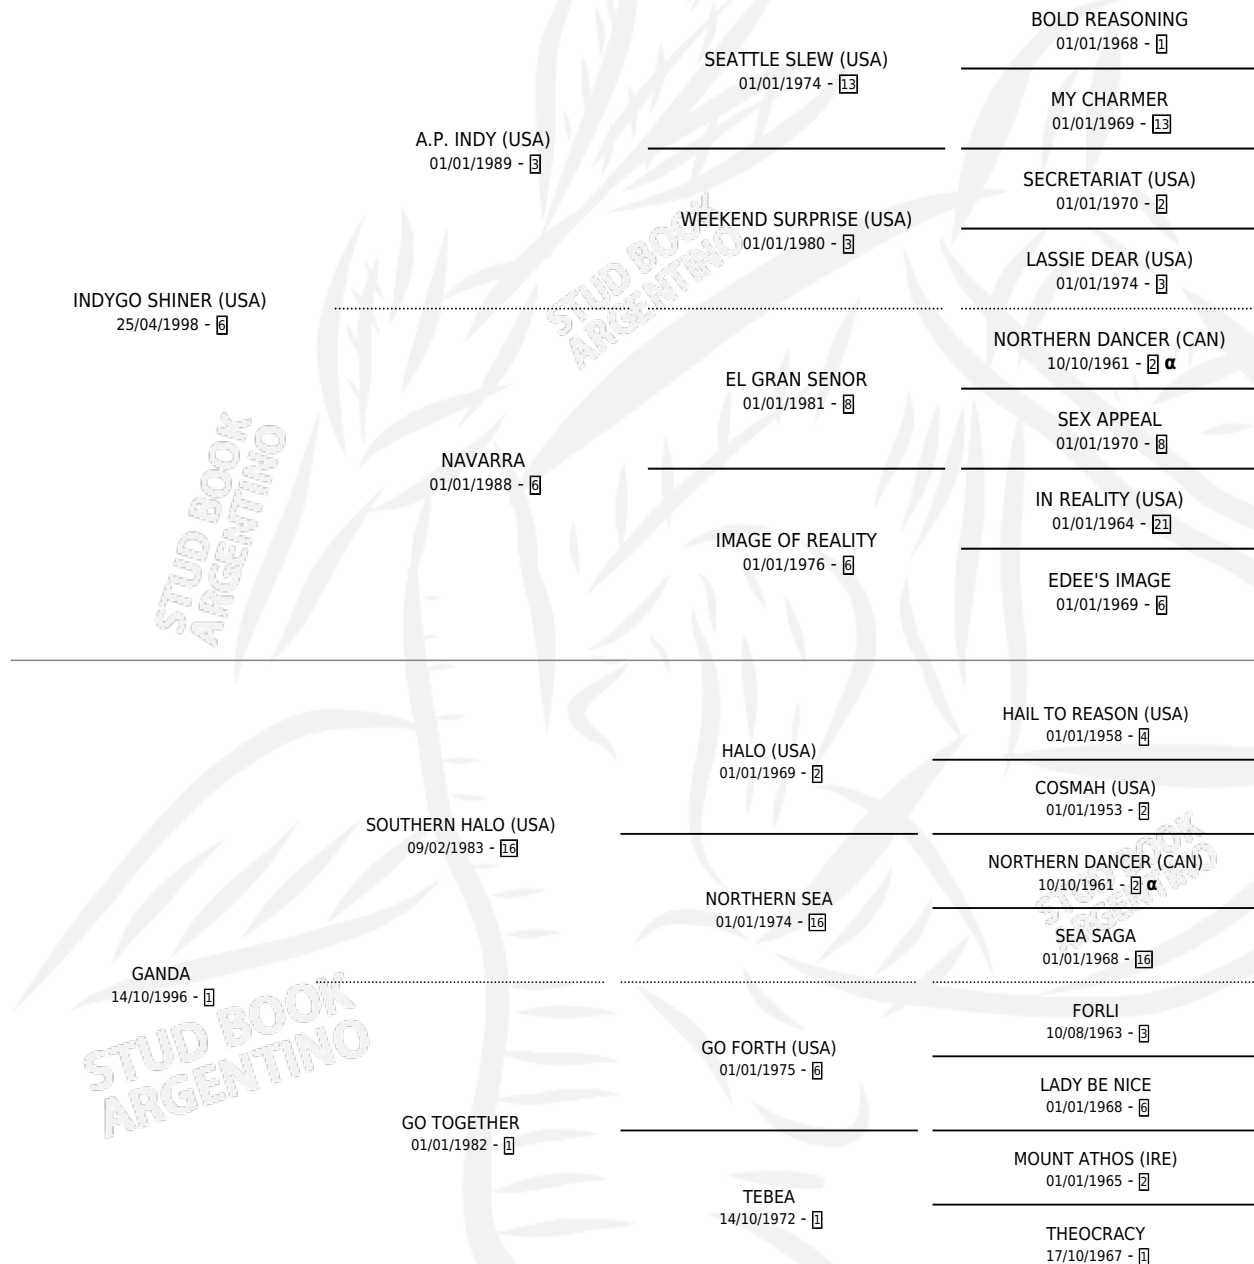 BOLD REASONING
01/01/1968 - 1
SEATTLE SLEW (USA)
01/01/1974 - 13
MY CHARMER
01/01/1969 - 13
A.P. INDY (USA)
01/01/1989 - 3
SECRETARIAT (USA)
01/01/1970 - 2
WEEKEND SURPRISE (USA)
01/01/1980 - 3
LASSIE DEAR (USA)
01/01/1974 - 3
INDYGO SHINER (USA)
25/04/1998 - 6
NORTHERN DANCER (CAN)
10/10/1961 - 2 α
EL GRAN SENOR
01/01/1981 - 8
SEX APPEAL
01/01/1970 - 8
NAVARRA
01/01/1988 - 6
IN REALITY (USA)
01/01/1964 - 21
IMAGE OF REALITY
01/01/1976 - 6
EDEE'S IMAGE
01/01/1969 - 6
HAIL TO REASON (USA)
01/01/1958 - 4
HALO (USA)
01/01/1969 - 2
COSMAH (USA)
01/01/1953 - 2
SOUTHERN HALO (USA)
09/02/1983 - 16
NORTHERN DANCER (CAN)
10/10/1961 - 2 α
NORTHERN SEA
01/01/1974 - 16
SEA SAGA
01/01/1968 - 16
GANDA
14/10/1996 - 1
FORLI
10/08/1963 - 3
GO FORTH (USA)
01/01/1975 - 6
LADY BE NICE
01/01/1968 - 6
GO TOGETHER
01/01/1982 - 1
MOUNT ATHOS (IRE)
01/01/1965 - 2
TEBEA
14/10/1972 - 1
THEOCRACY
17/10/1967 - 1
STUD BOOK
ARGENTINO
STUD BOOK
ARGENTINO
STUD BOOK
ARGENTINO
STUD BOOK
ARGENTINO